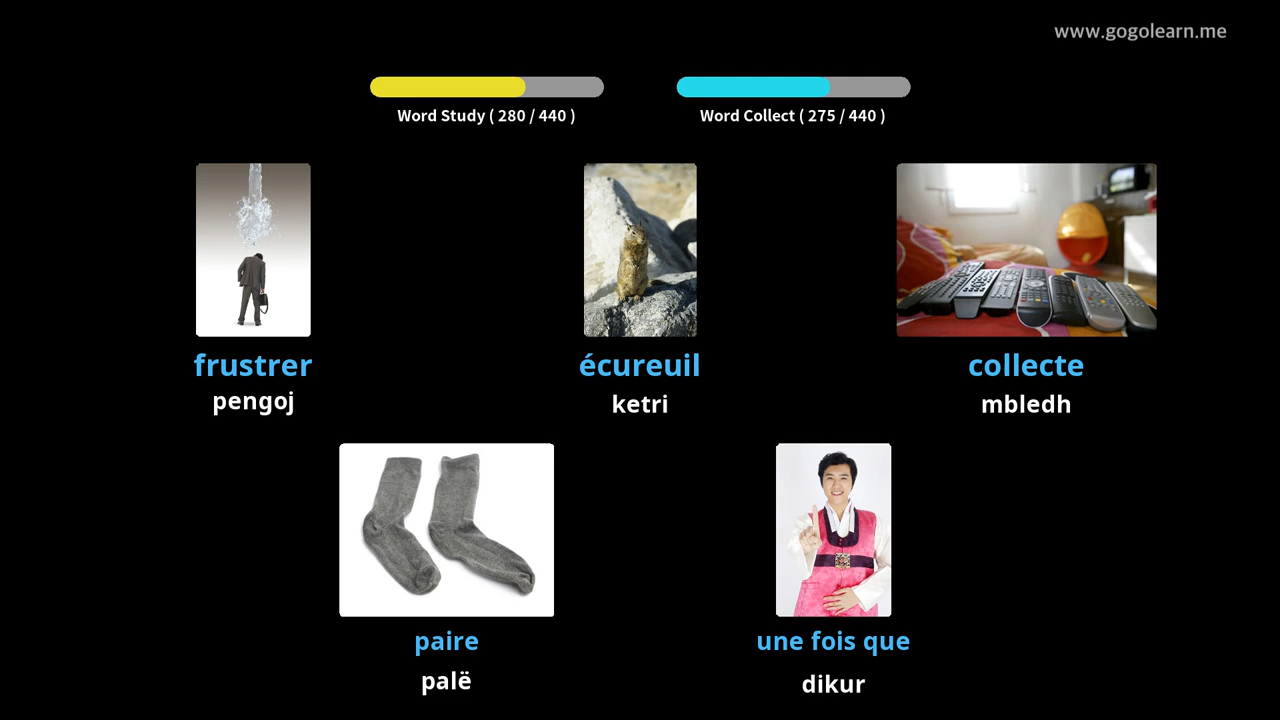 www.gogolearn.me
Word Study ( 280 / 440 )
Word Collect ( 275 / 440 )
frustrer
pengoj
écureuil
ketri
collecte
mbledh
paire
palë
une fois que
dikur